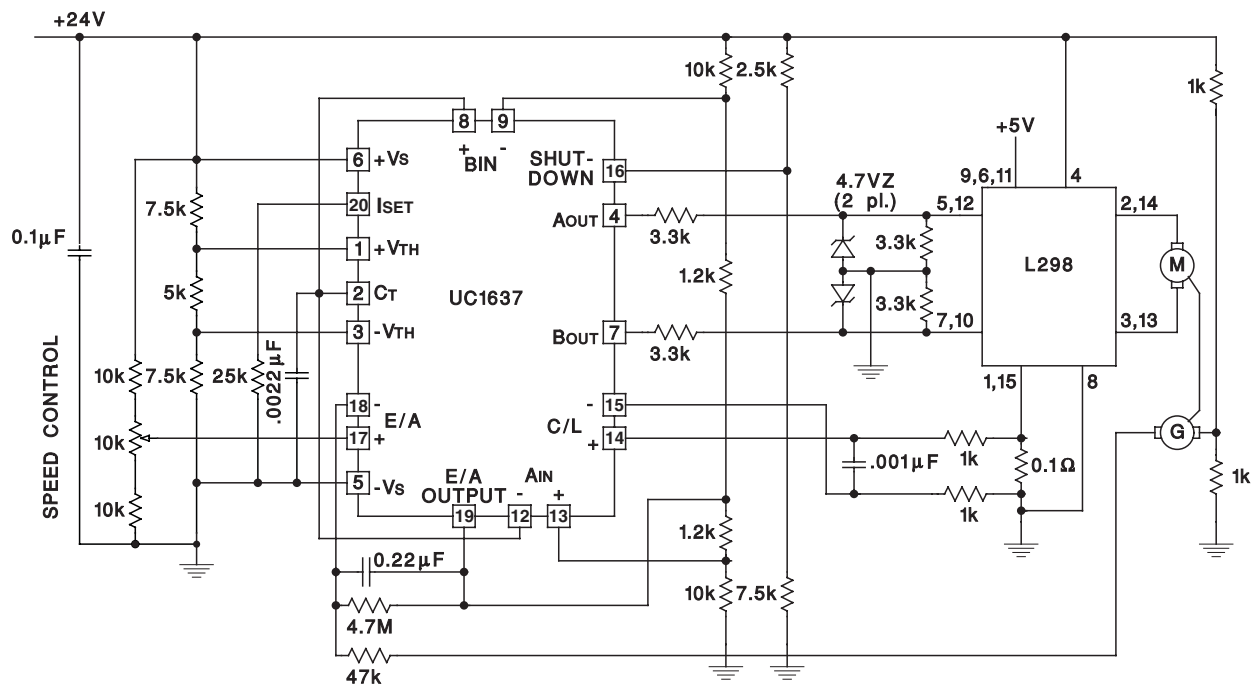 +24V
10k
2.5k
1k
8
9
+
BIN
-
+5V
6
+VS
SHUT-
DOWN
16
4.7VZ
(2 pl.)
9,6,11
4
7.5k
20
ISET
AOUT
4
3.3k
5,12
2,14
0.1µF
1
+VTH
3.3k
L298
M
5k
2
CT
UC1637
1.2k
3.3k
3
-VTH
BOUT
7
3.3k
7,10
3,13
SPEED CONTROL
10k
7.5k
25k
.0022µF
1,15
8
18
-
E/A
-
15
C/L
10k
17
+
+
14
G
.001µF
1k
0.1Ω
5
-VS
E/A
OUTPUT
AIN
-
+
1k
1k
10k
19
12
13
1.2k
0.22µF
10k
7.5k
4.7M
47k